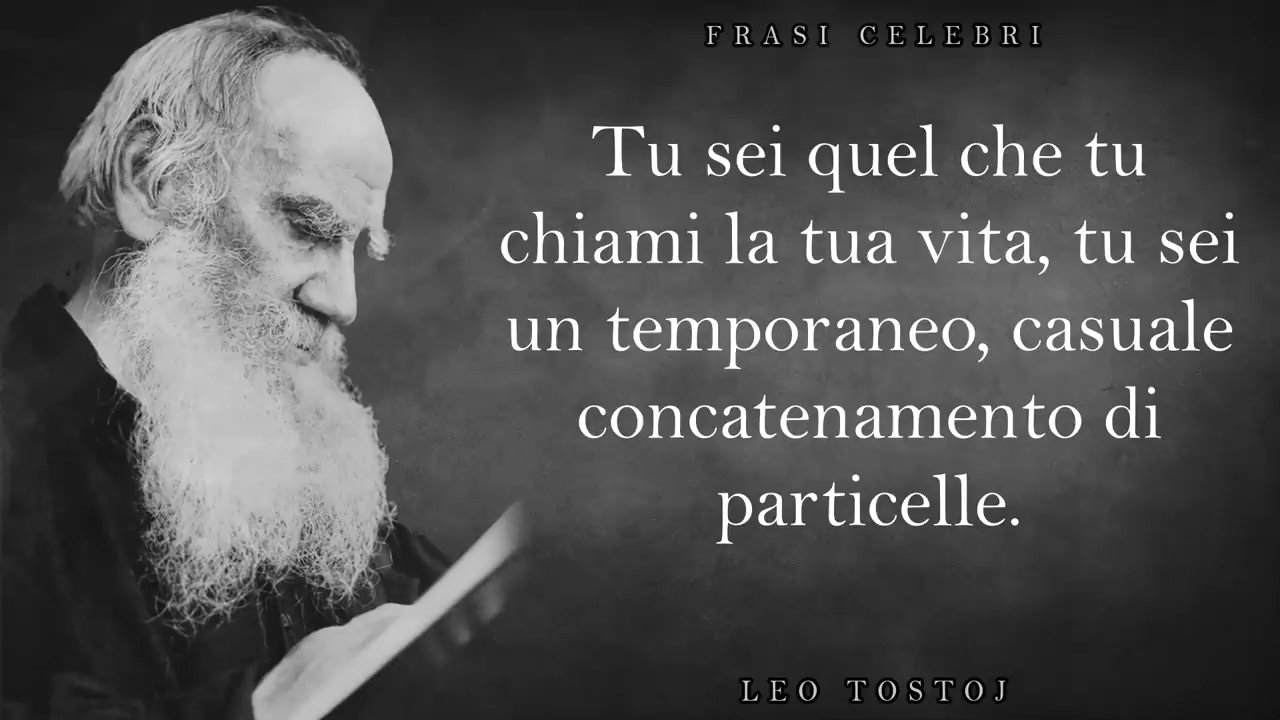 FRASI CELEBRI
Tu sei quel che tu
chiami la tua vita, tu sei
un temporaneo, casuale
concatenamento di
particelle.
LEO TOSTOJ